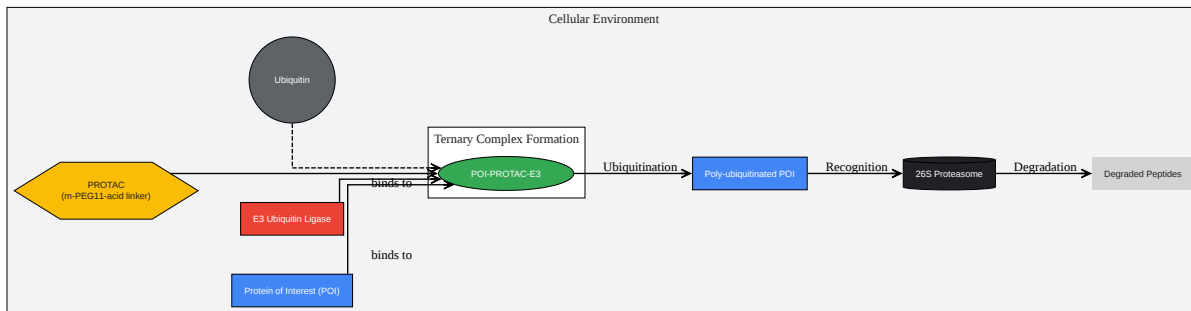 Cellular Environment
Ubiquitin
Ternary Complex Formation
PROTAC
(m-PEG11-acid linker)
binds to
POI-PROTAC-E3
Ubiquitination
Poly-ubiquitinated POI
Recognition
26S Proteasome
Degradation
Degraded Peptides
E3 Ubiquitin Ligase
binds to
Protein of Interest (POI)